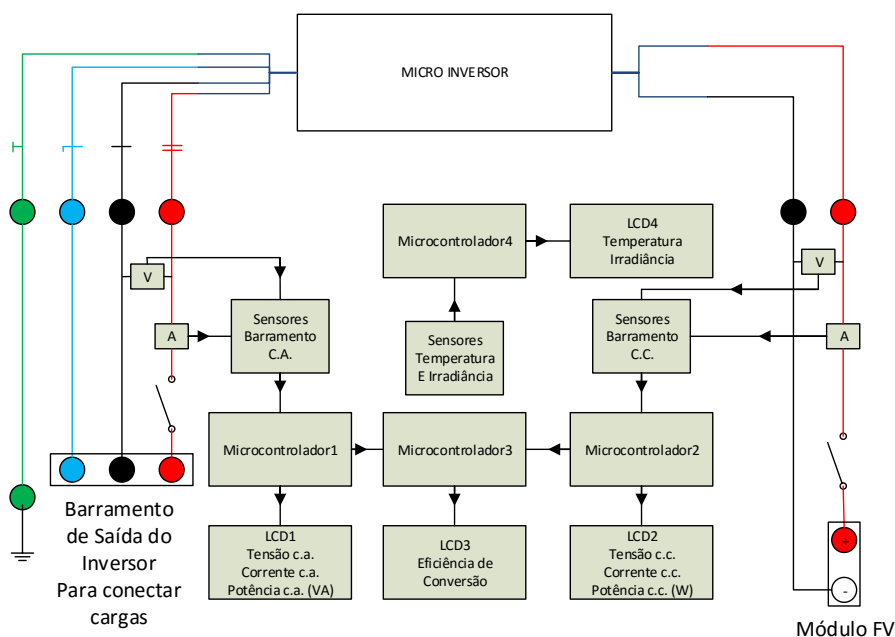 MICRO INVERSOR
Microcontrolador4
LCD4
Temperatura
Irradiância
V
V
Sensores
Barramento
C.A.
Sensores
Temperatura
E Irradiância
Sensores
Barramento
C.C.
A
A
Microcontrolador1
Microcontrolador3
Microcontrolador2
Barramento
de Saída do
Inversor
Para conectar
cargas
LCD1
Tensão c.a.
Corrente c.a.
Potência c.a. (VA)
LCD3
Eficiência de
Conversão
LCD2
Tensão c.c.
Corrente c.c.
Potência c.c. (W)
+
-
Módulo FV